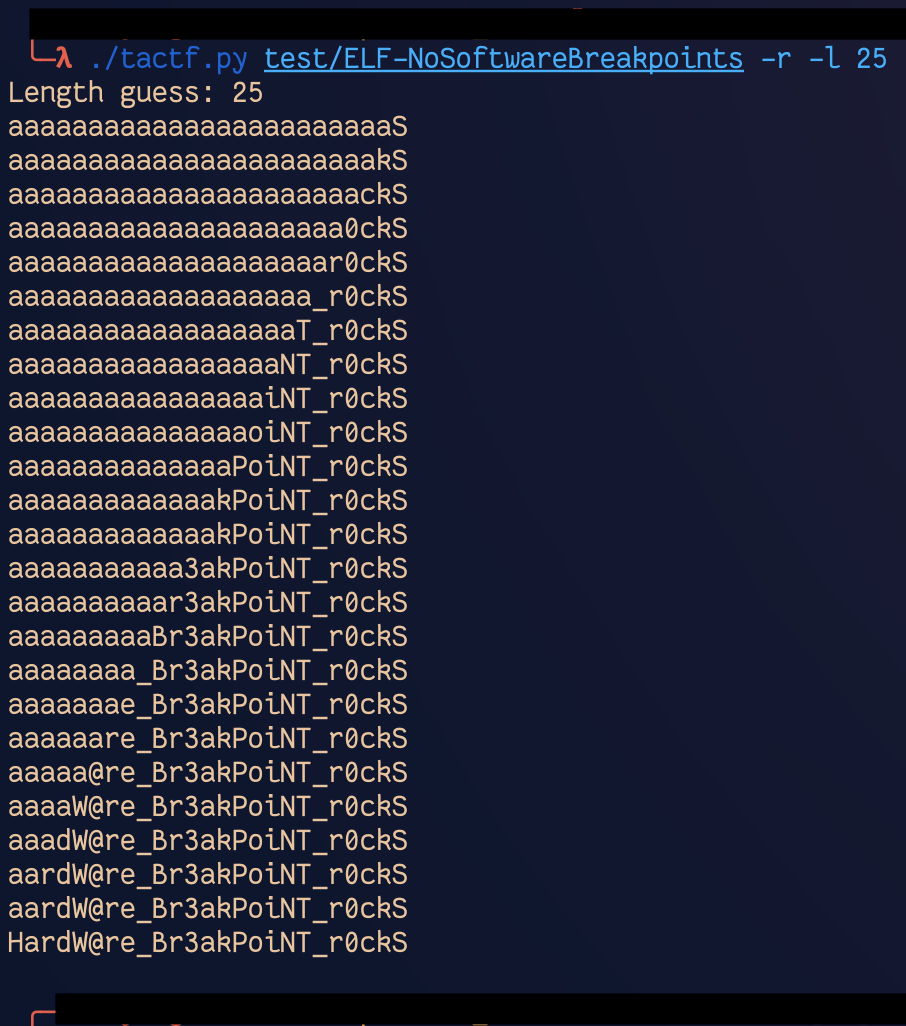 λ ./tactf.py test/ELF-NoSoftwareBreakpoints -r -l 25
Length guess: 25
aaaaaaaaaaaaaaaaaaaaaaaaS
aaaaaaaaaaaaaaaaaaaaaaakS
aaaaaaaaaaaaaaaaaaaaaackS
aaaaaaaaaaaaaaaaaaaaa0ckS
aaaaaaaaaaaaaaaaaaaar0ckS
aaaaaaaaaaaaaaaaaaa_r0ckS
aaaaaaaaaaaaaaaaaaT_r0ckS
aaaaaaaaaaaaaaaaaNT_r0ckS
aaaaaaaaaaaaaaaaiNT_r0ckS
aaaaaaaaaaaaaaaoiNT_r0ckS
aaaaaaaaaaaaaaPoiNT_r0ckS
aaaaaaaaaaaaakPoiNT_r0ckS
aaaaaaaaaaaaakPoiNT_r0ckS
aaaaaaaaaaa3akPoiNT_r0ckS
aaaaaaaaaar3akPoiNT_r0ckS
aaaaaaaaaBr3akPoiNT_r0ckS
aaaaaaaa_Br3akPoiNT_r0ckS
aaaaaaae_Br3akPoiNT_r0ckS
aaaaaare_Br3akPoiNT_r0ckS
aaaaa@re_Br3akPoiNT_r0ckS
aaaaW@re_Br3akPoiNT_r0ckS
aaadW@re_Br3akPoiNT_r0ckS
aardW@re_Br3akPoiNT_r0ckS
aardW@re_Br3akPoiNT_r0ckS
HardW@re_Br3akPoiNT_r0ckS